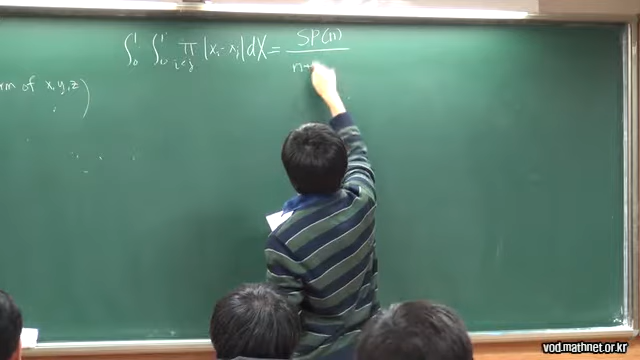 ∫₀¹ ∫₀¹ ∏_{i<j} |xᵢ - xⱼ| dX = SP(n) / n+
rm of x, y, z)
vod.mathnet.or.kr